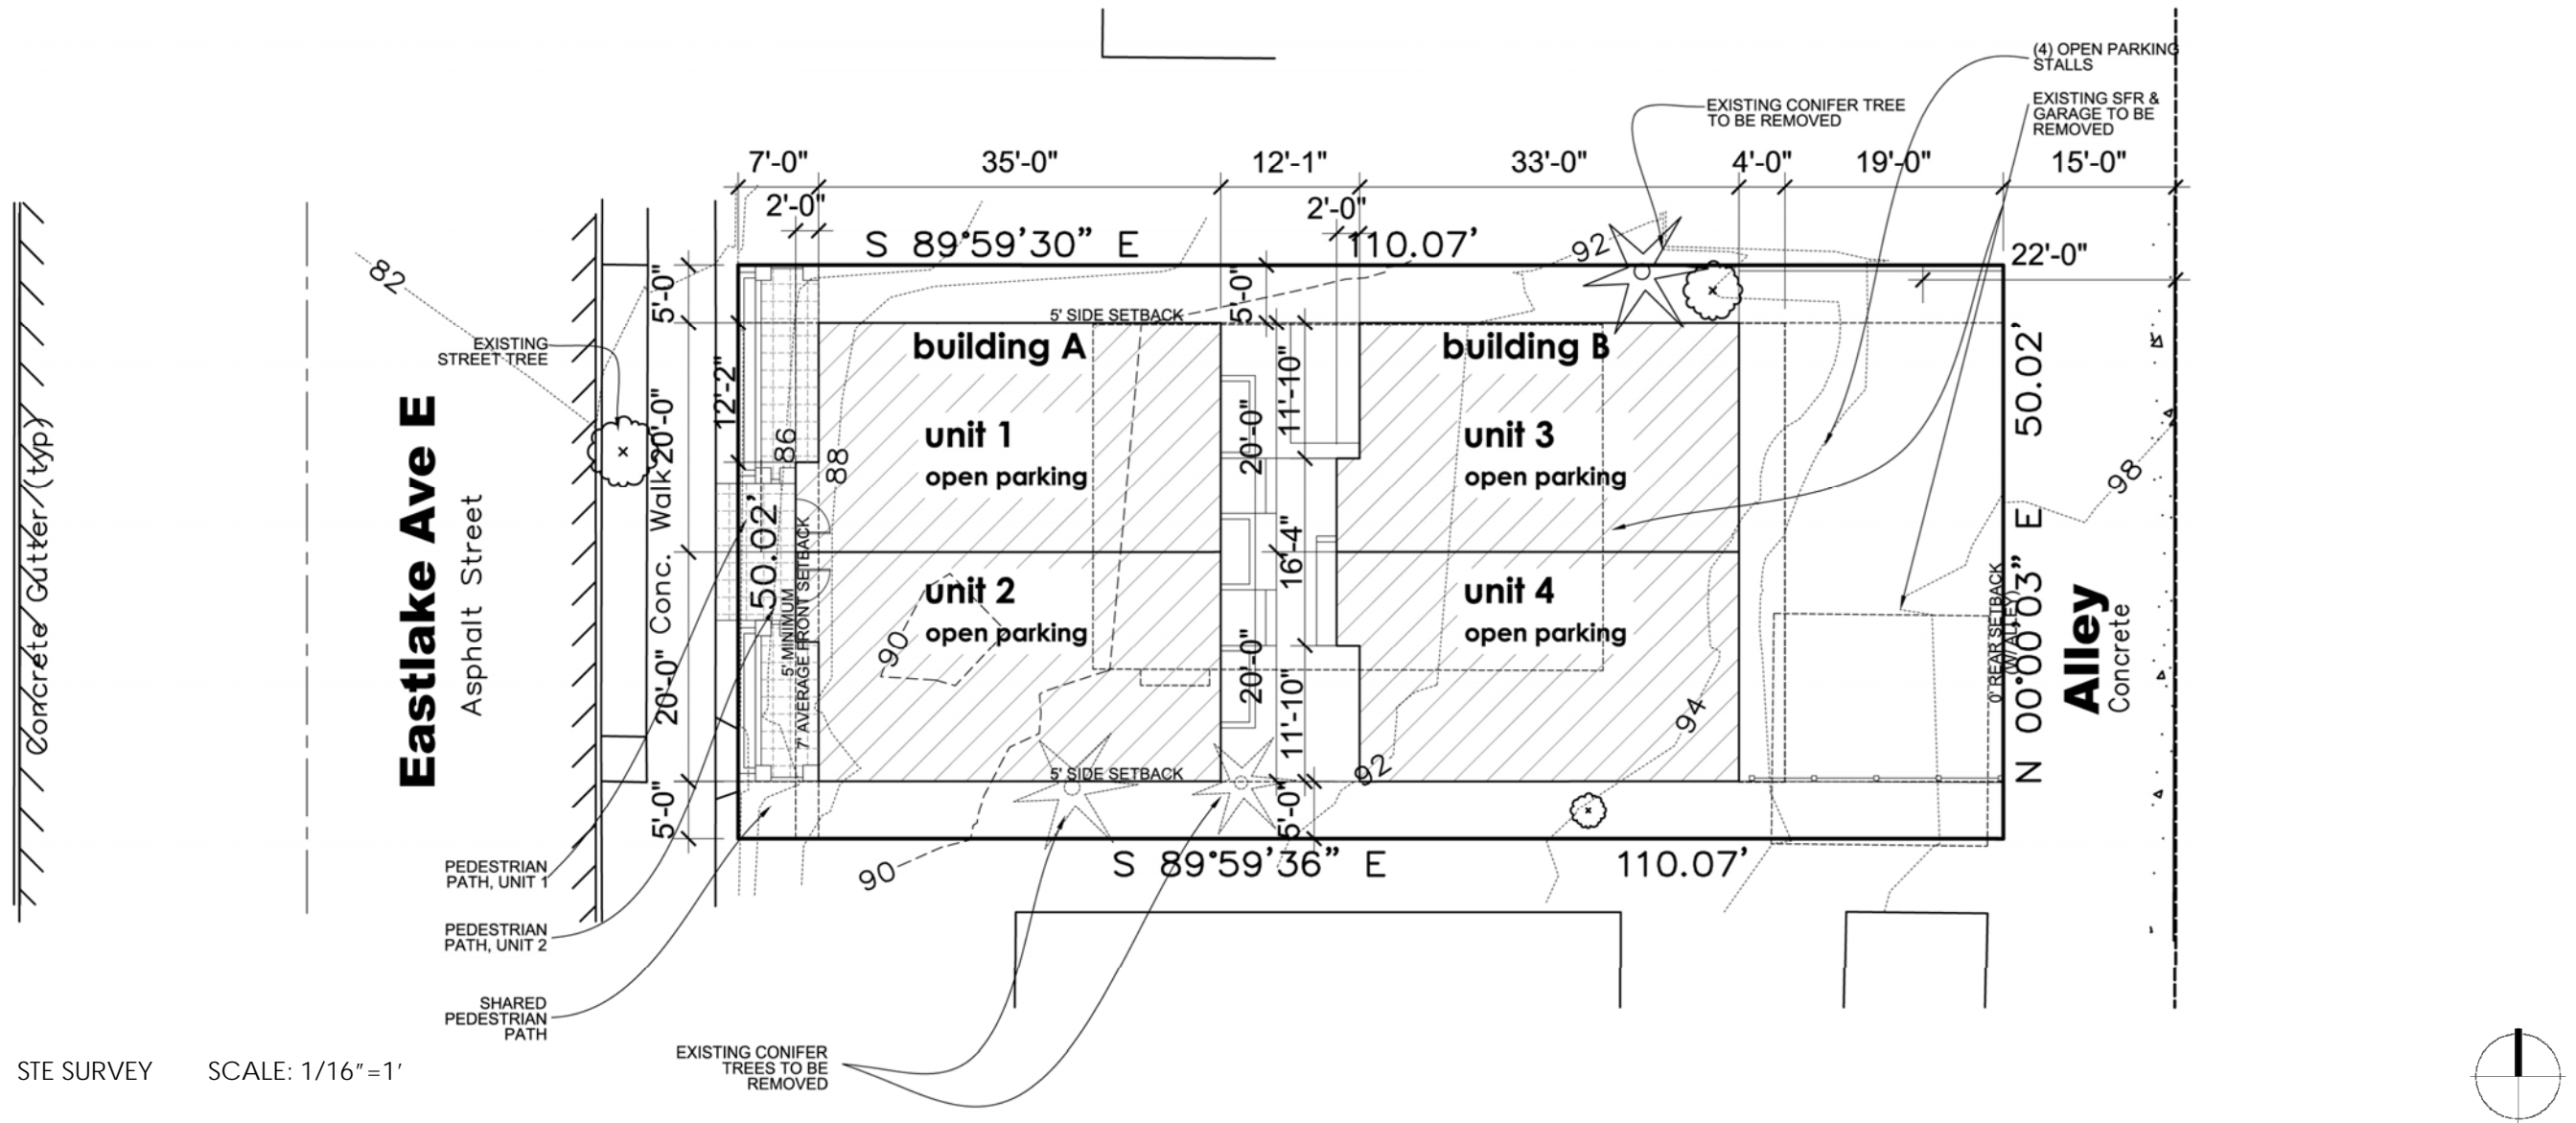 (4) OPEN PARKING
STALLS
EXISTING CONIFER TREE
TO BE REMOVED
EXISTING SFR &
GARAGE TO BE
REMOVED
7'-0"
35'-0"
12'-1"
33'-0"
4'-0"
19'-0"
15'-0"
2'-0"
2'-0"
S 89°59'30" E
110.07'
22'-0"
82
92
5'-0"
5'-0"
5' SIDE SETBACK
EXISTING
STREET TREE
building A
building B
12'-2"
20'-0"
20'-0"
11'-10"
50.02'
unit 1
open parking
unit 3
open parking
86
88
98
Concrete Gutter (typ)
Eastlake Ave E
Asphalt Street
Conc. Walk
50.02'
5' MINIMUM
7' AVERAGE FRONT SETBACK
16'-4"
unit 2
open parking
unit 4
open parking
90
94
0' REAR SETBACK
(W/ ALLEY)
N 00°00'03" E
Alley
Concrete
20'-0"
20'-0"
11'-10"
92
5' SIDE SETBACK
5'-0"
5'-0"
S 89°59'36" E
110.07'
90
PEDESTRIAN
PATH, UNIT 1
PEDESTRIAN
PATH, UNIT 2
SHARED
PEDESTRIAN
PATH
EXISTING CONIFER
TREES TO BE
REMOVED
STE SURVEY SCALE: 1/16"=1'